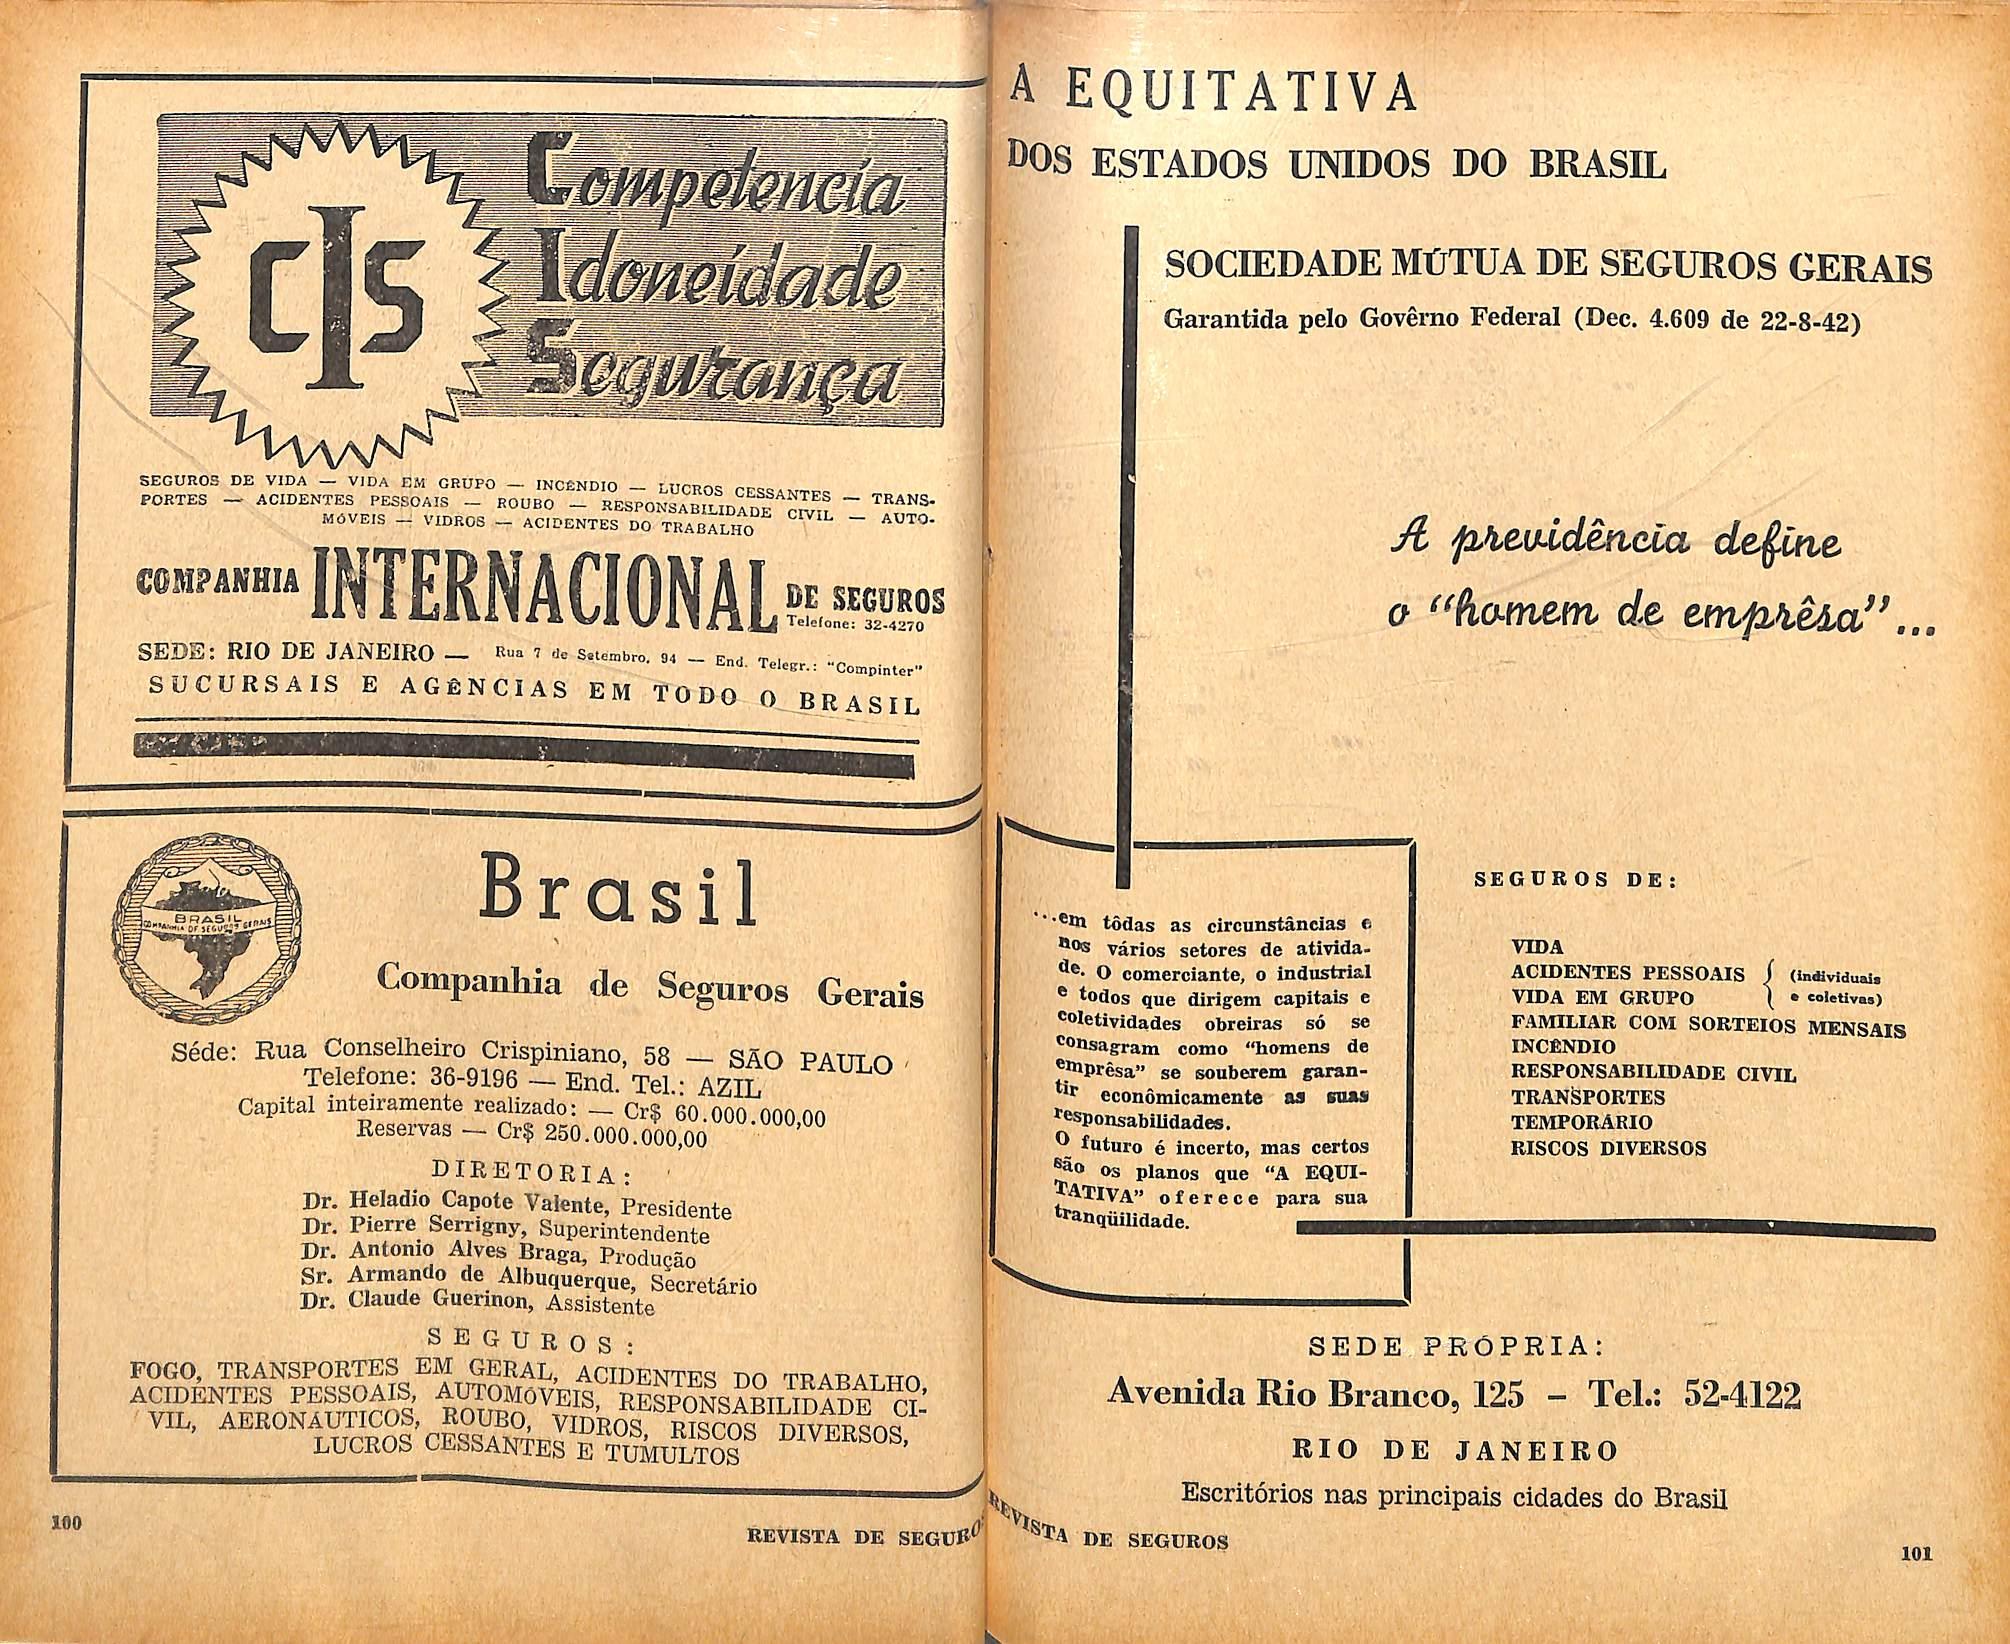 CIS
Competencia
Idoneidade
Segurança
SEGUROS DE VIDA — VIDA EM GRUPO — INCÊNDIO — LUCROS CESSANTES — TRANS-
PORTES — ACIDENTES PESSOAIS — ROUBO — RESPONSABILIDADE CIVIL — AUTO-
MÓVEIS — VIDROS — ACIDENTES DO TRABALHO
COMPANHIA INTERNACIONAL DE SEGUROS
Telefone: 32-4270
SEDE: RIO DE JANEIRO — Rua 7 de Setembro, 94 — End. Telegr.: "Compinter"
SUCURSAIS E AGÊNCIAS EM TODO O BRASIL
BRASIL
COMPANHIA DE SEGUROS GERAIS
Brasil
Companhia de Seguros Gerais
Séde: Rua Conselheiro Crispiniano, 58 — SÃO PAULO
Telefone: 36-9196 — End. Tel.: AZIL
Capital inteiramente realizado: — Cr$ 60.000.000,00
Reservas — Cr$ 250.000.000,00
DIRETORIA:
Dr. Heladio Capote Valente, Presidente
Dr. Pierre Serrigny, Superintendente
Dr. Antonio Alves Braga, Produção
Sr. Armando de Albuquerque, Secretário
Dr. Claude Guerinon, Assistente
SEGUROS:
FOGO, TRANSPORTES EM GERAL, ACIDENTES DO TRABALHO,
ACIDENTES PESSOAIS, AUTOMÓVEIS, RESPONSABILIDADE CI-
VIL, AERONÁUTICOS, ROUBO, VIDROS, RISCOS DIVERSOS,
LUCROS CESSANTES E TUMULTOS
100
REVISTA DE SEGUROS
A EQUITATIVA
DOS ESTADOS UNIDOS DO BRASIL
SOCIEDADE MÚTUA DE SEGUROS GERAIS
Garantida pelo Govêrno Federal (Dec. 4.609 de 22-8-42)
A previdência define
o "homem de emprêsa"...
...em tôdas as circunstâncias e
nos vários setores de ativida-
de. O comerciante, o industrial
e todos que dirigem capitais e
coletividades obreiras só se
consagram como "homens de
emprêsa" se souberem garan-
tir econômicamente as suas
responsabilidades.
O futuro é incerto, mas certos
são os planos que "A EQUI-
TATIVA" oferece para sua
tranqüilidade.
SEGUROS DE:
VIDA
ACIDENTES PESSOAIS (individuais
VIDA EM GRUPO e coletivas)
FAMILIAR COM SORTEIOS MENSAIS
INCÊNDIO
RESPONSABILIDADE CIVIL
TRANSPORTES
TEMPORÁRIO
RISCOS DIVERSOS
SEDE PRÓPRIA:
Avenida Rio Branco, 125 – Tel.: 52-4122
RIO DE JANEIRO
Escritórios nas principais cidades do Brasil
REVISTA DE SEGUROS
101